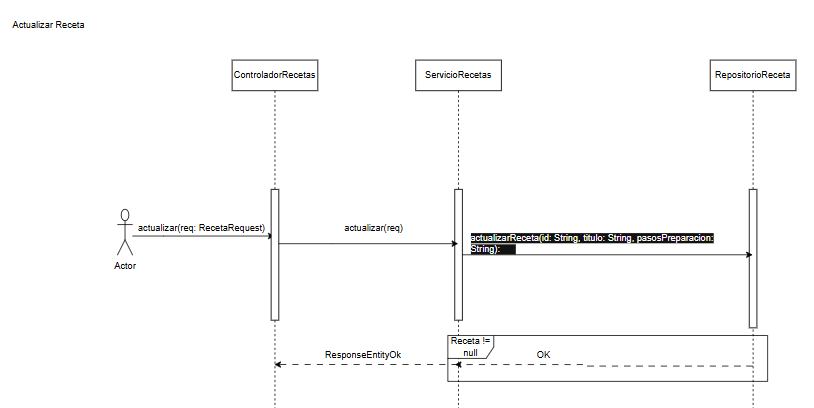 Actualizar Receta
ControladorRecetas
ServicioRecetas
RepositorioReceta
actualizar(req: RecetaRequest)
actualizar(req)
actualizarReceta(id: String, titulo: String, pasosPreparacion:
String):
Actor
Receta !=
null
ResponseEntityOk
OK